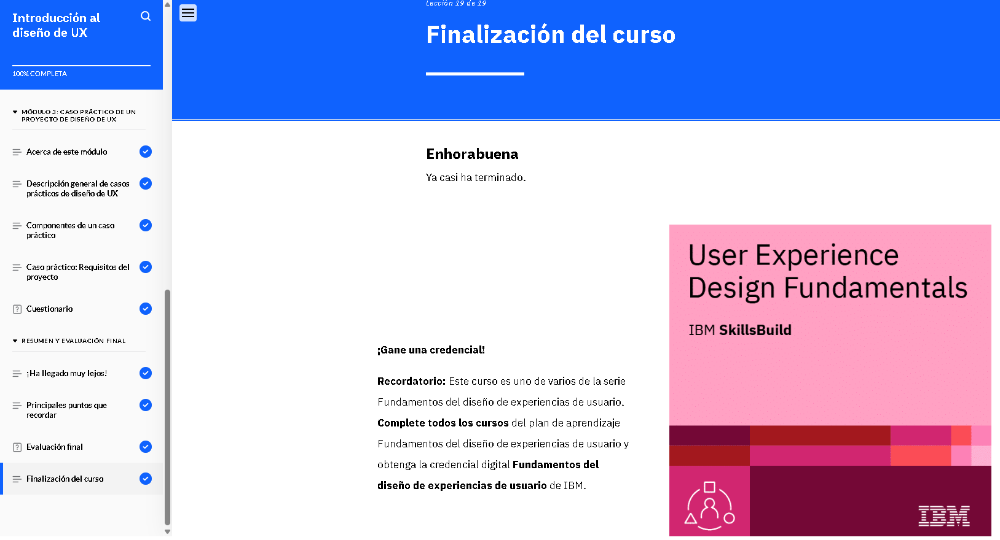 Introducción al
diseño de UX
100% COMPLETA
MÓDULO 3: CASO PRÁCTICO DE UN
PROYECTO DE DISEÑO DE UX
Acerca de este módulo
Descripción general de casos
prácticos de diseño de UX
Componentes de un caso
práctico
Caso práctico: Requisitos del
proyecto
Cuestionario
RESUMEN Y EVALUACIÓN FINAL
¡Ha llegado muy lejos!
Principales puntos que
recordar
Evaluación final
Finalización del curso
Lección 19 de 19
Finalización del curso
Enhorabuena
Ya casi ha terminado.
¡Gane una credencial!
Recordatorio: Este curso es uno de varios de la serie
Fundamentos del diseño de experiencias de usuario.
Complete todos los cursos del plan de aprendizaje
Fundamentos del diseño de experiencias de usuario y
obtenga la credencial digital Fundamentos del
diseño de experiencias de usuario de IBM.
User Experience
Design Fundamentals
IBM SkillsBuild
IBM